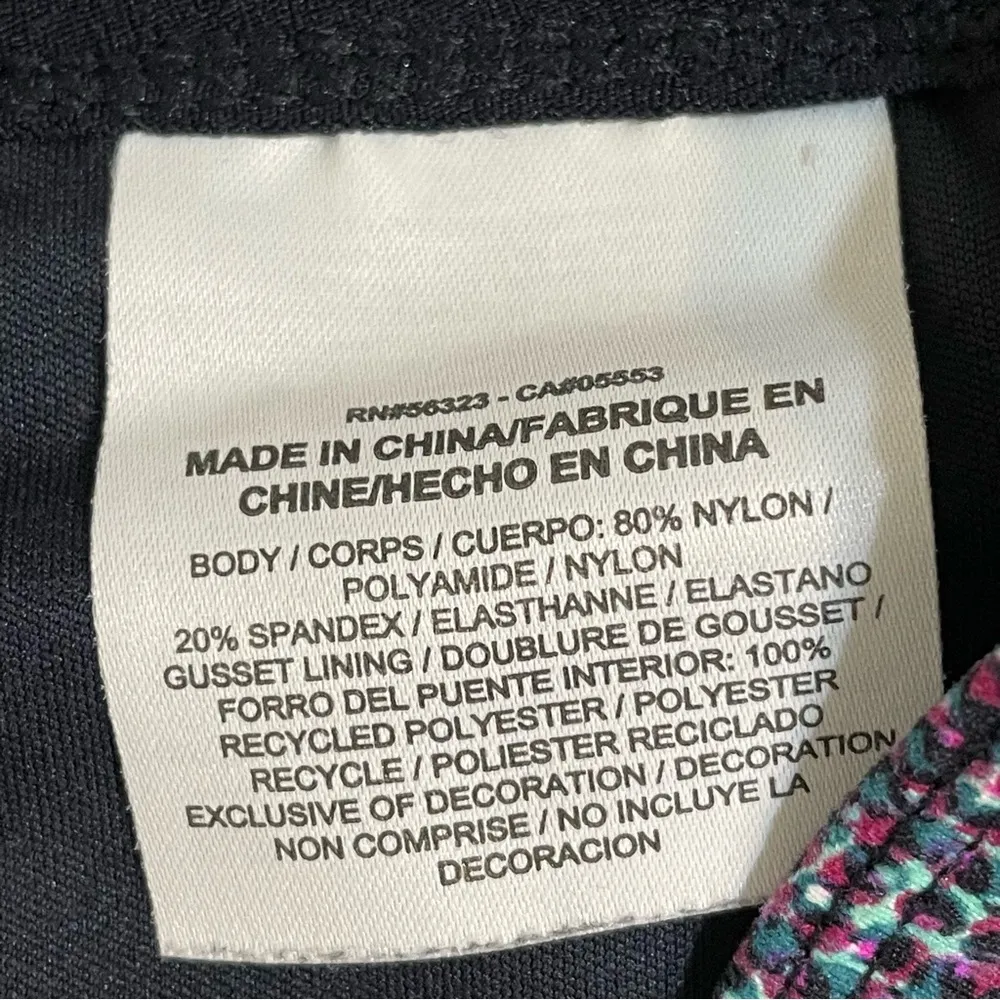 RN#56323 - CA#05553
MADE IN CHINA/FABRIQUE EN
CHINE/HECHO EN CHINA
BODY / CORPS / CUERPO: 80% NYLON /
POLYAMIDE / NYLON
20% SPANDEX / ELASTHANNE / ELASTANO
GUSSET LINING / DOUBLURE DE GOUSSET /
FORRO DEL PUENTE INTERIOR: 100%
RECYCLED POLYESTER / POLYESTER
RECYCLE / POLIESTER RECICLADO
EXCLUSIVE OF DECORATION / DECORATION
NON COMPRISE / NO INCLUYE LA
DECORACION